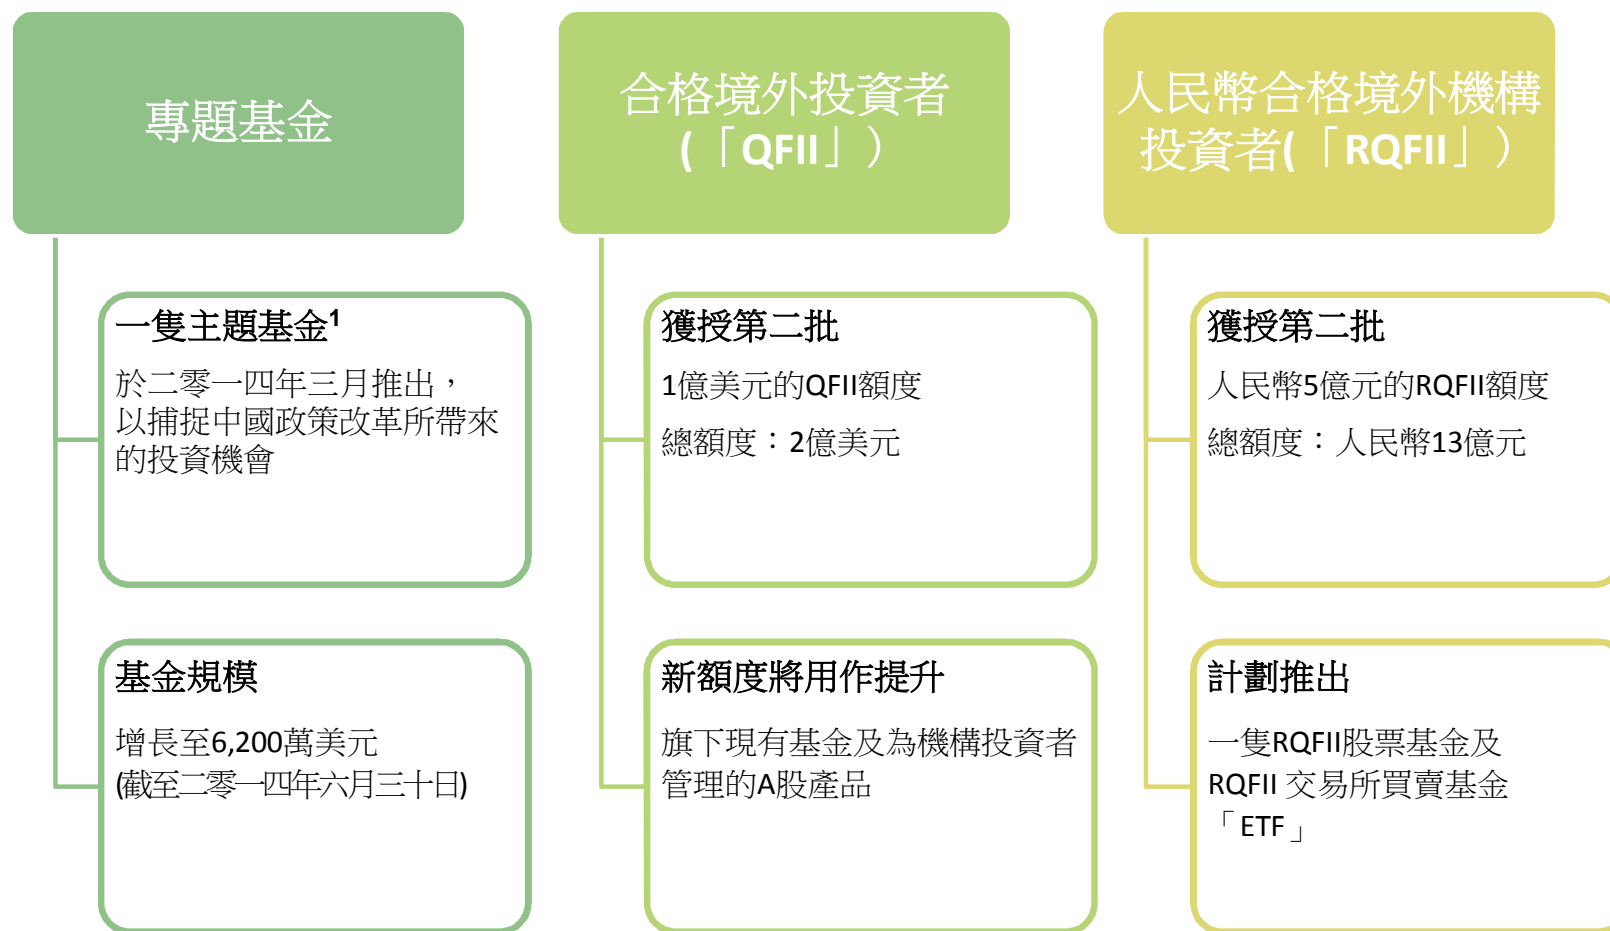 專題基金
一隻主題基金1
於二零一四年三月推出，
以捕捉中國政策改革所帶來
的投資機會
基金規模
增長至6,200萬美元
(截至二零一四年六月三十日)
合格境外投資者
(「QFII」）
獲授第二批
1億美元的QFII額度
總額度：2億美元
新額度將用作提升
旗下現有基金及為機構投資者
管理的A股產品
人民幣合格境外機構
投資者(「RQFII」）
獲授第二批
人民幣5億元的RQFII額度
總額度：人民幣13億元
計劃推出
一隻RQFII股票基金及
RQFII 交易所買賣基金
「ETF」